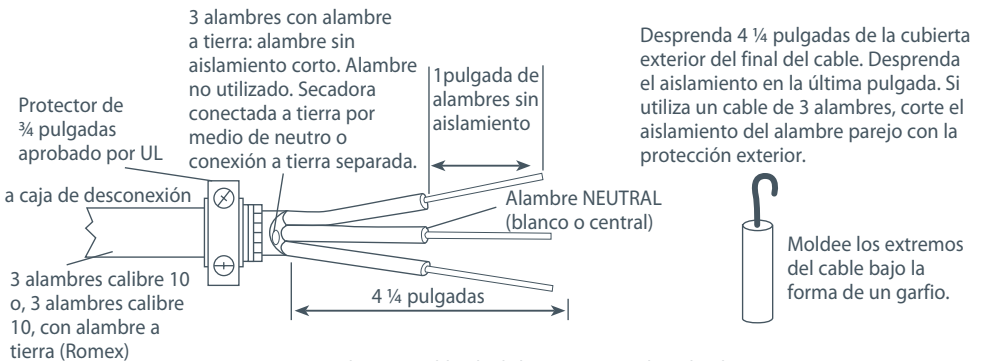 3 alambres con alambre
a tierra: alambre sin
aislamiento corto. Alambre
no utilizado. Secadora
conectada a tierra por
medio de neutro o
conexión a tierra separada.
1pulgada de
alambres sin
aislamiento
Desprenda 4 ¼ pulgadas de la cubierta
exterior del final del cable. Desprenda
el aislamiento en la última pulgada. Si
utiliza un cable de 3 alambres, corte el
aislamiento del alambre parejo con la
protección exterior.
Protector de
¾ pulgadas
aprobado por UL
a caja de desconexión
Alambre NEUTRAL
(blanco o central)
Moldee los extremos
del cable bajo la
forma de un garfio.
3 alambres calibre 10
o, 3 alambres calibre
10, con alambre a
tierra (Romex)
4 ¼ pulgadas